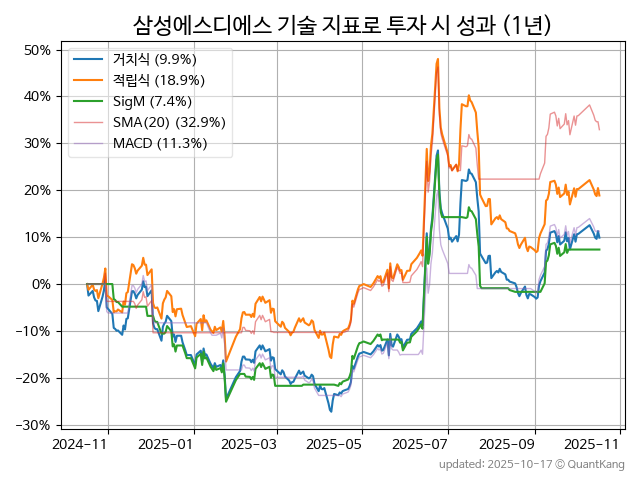 삼성에스디에스 기술 지표로 투자 시 성과 (1년)
거치식 (9.9%)
적립식 (18.9%)
SigM (7.4%)
SMA(20) (32.9%)
MACD (11.3%)
50%
40%
30%
20%
10%
0%
−10%
−20%
−30%
2024-11
2025-01
2025-03
2025-05
2025-07
2025-09
2025-11
updated: 2025-10-17 © QuantKang